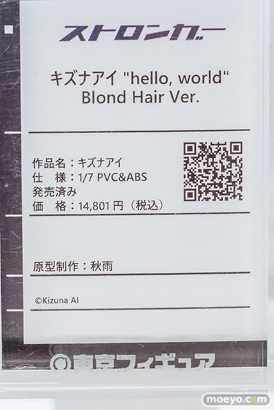 ストロンガー
キズナアイ "hello, world"
Blond Hair Ver.
作品名：キズナアイ
仕　様：1/7 PVC&ABS
発売済み
価　格：14,801円（税込）
原型制作：秋雨
©Kizuna AI
東京フィギュア
moeyo.com